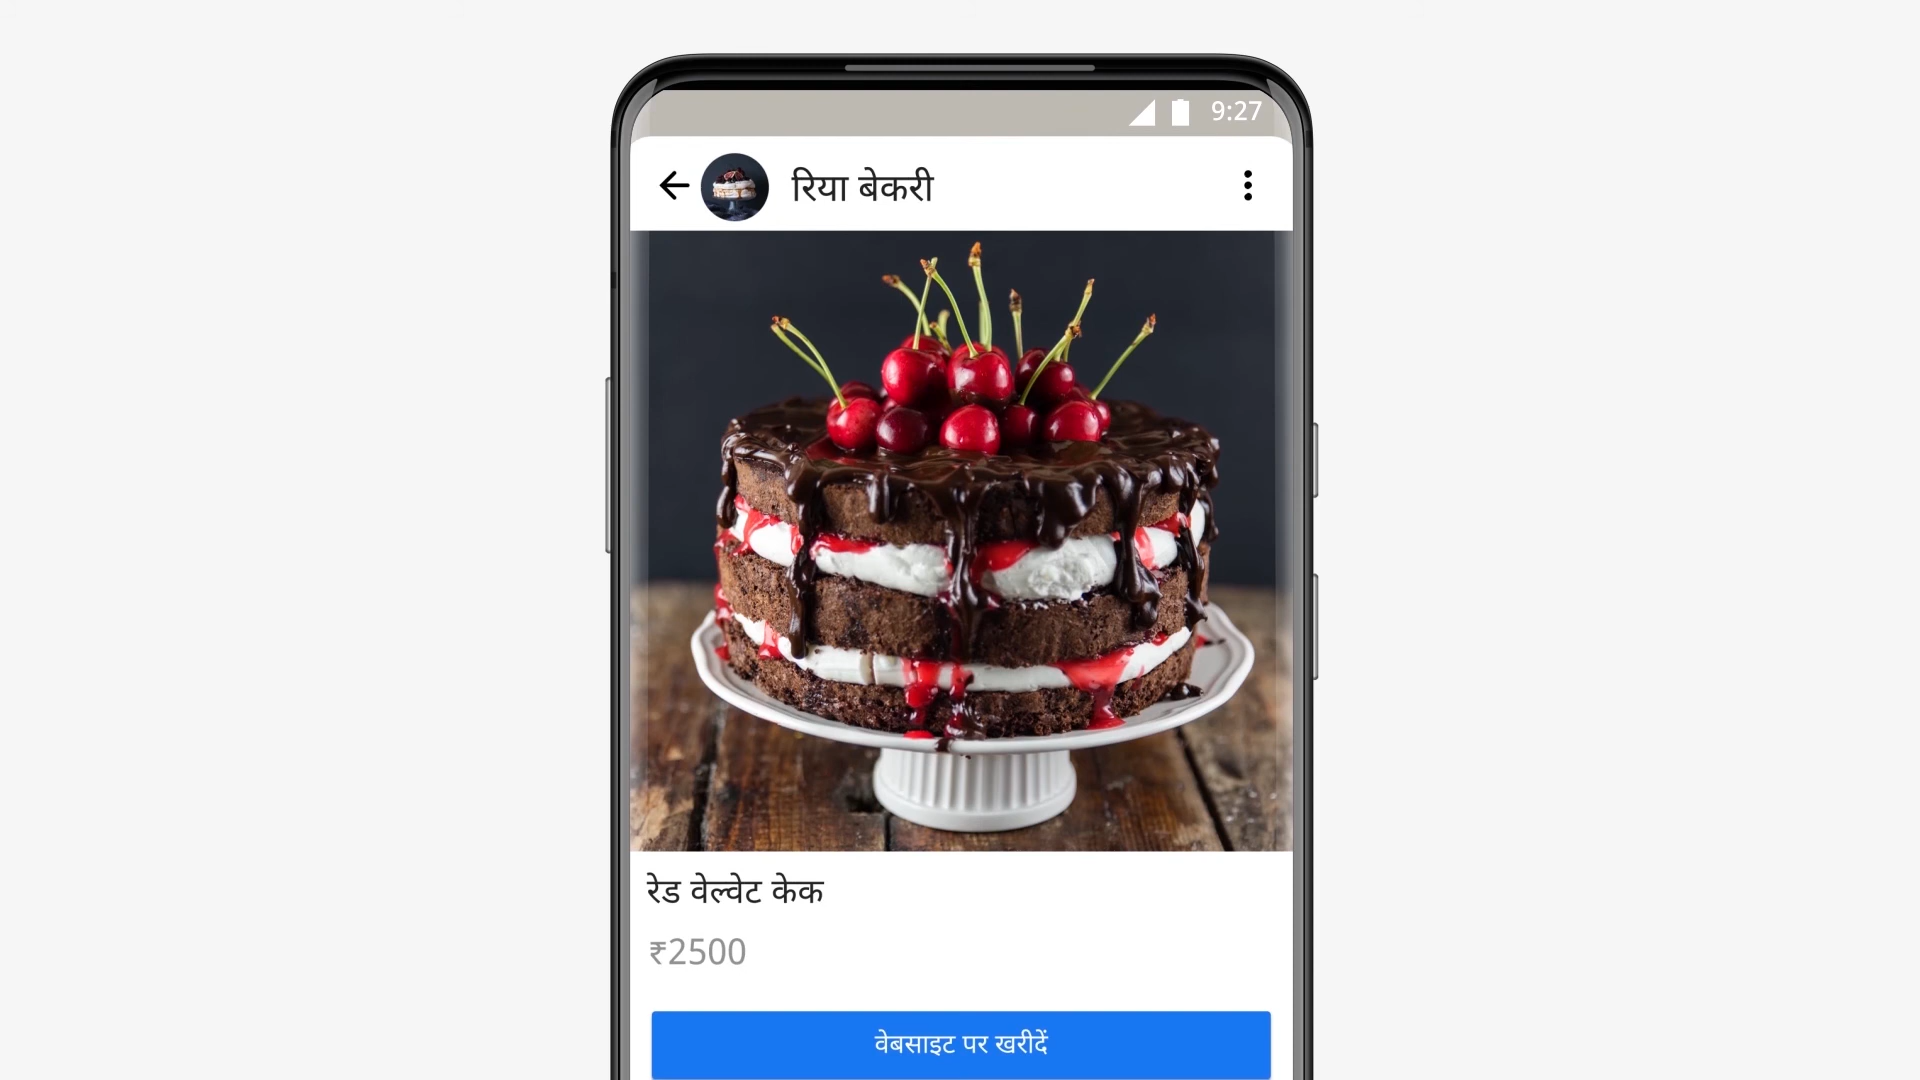 9:27
रिया बेकरी
रेड वेल्वेट केक
₹2500
वेबसाइट पर खरीदें